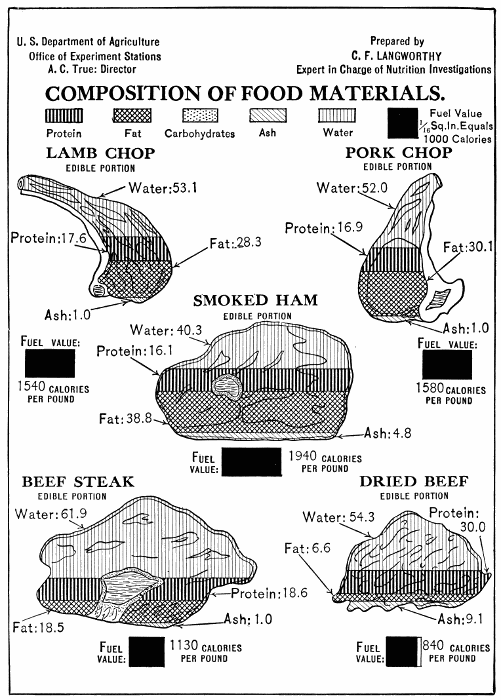 U. S. Department of Agriculture
Office of Experiment Stations
A. C. True: Director
Prepared by
C. F. LANGWORTHY
Expert in Charge of Nutrition Investigations
COMPOSITION OF FOOD MATERIALS.
Protein
Fat
Carbohydrates
Ash
Water
Fuel Value
3/16 Sq. In. Equals
1000 Calories
LAMB CHOP
EDIBLE PORTION
Water: 53.1
Protein: 17.6
Fat: 28.3
Ash: 1.0
FUEL VALUE:
1540 CALORIES
PER POUND
PORK CHOP
EDIBLE PORTION
Water: 52.0
Protein: 16.9
Fat: 30.1
Ash: 1.0
FUEL VALUE:
1580 CALORIES
PER POUND
SMOKED HAM
EDIBLE PORTION
Water: 40.3
Protein: 16.1
Fat: 38.8
Ash: 4.8
FUEL
VALUE:
1940 CALORIES
PER POUND
BEEF STEAK
EDIBLE PORTION
Water: 61.9
Protein: 18.6
Fat: 18.5
Ash: 1.0
FUEL
VALUE:
1130 CALORIES
PER POUND
DRIED BEEF
EDIBLE PORTION
Water: 54.3
Protein:
30.0
Fat: 6.6
Ash: 9.1
FUEL
VALUE:
840 CALORIES
PER POUND